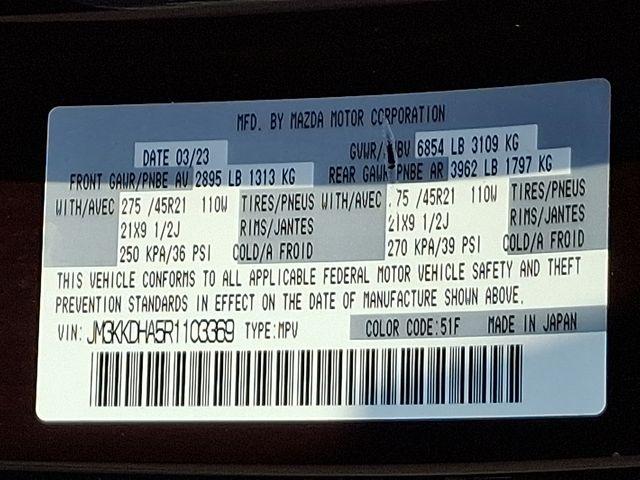 MFD. BY MAZDA MOTOR CORPORATION
DATE 03/23 GVWR/ BV 6854 LB 3109 KG
FRONT GAWR/PNBE AV 2895 LB 1313 KG REAR GAWR PNBE AR 3962 LB 1797 KG
WITH/AVEC 275 /45R21 110W TIRES/PNEUS WITH/AVEC 75 /45R21 110W TIRES/PNEUS
21X9 1/2J RIMS/JANTES 21X9 1/2J RIMS/JANTES
250 KPA/36 PSI COLD/A FROID 270 KPA/39 PSI COLD/A FROID
THIS VEHICLE CONFORMS TO ALL APPLICABLE FEDERAL MOTOR VEHICLE SAFETY AND THEFT
PREVENTION STANDARDS IN EFFECT ON THE DATE OF MANUFACTURE SHOWN ABOVE.
VIN: JM3KKDHA5R1103369 TYPE:MPV COLOR CODE:51F MADE IN JAPAN